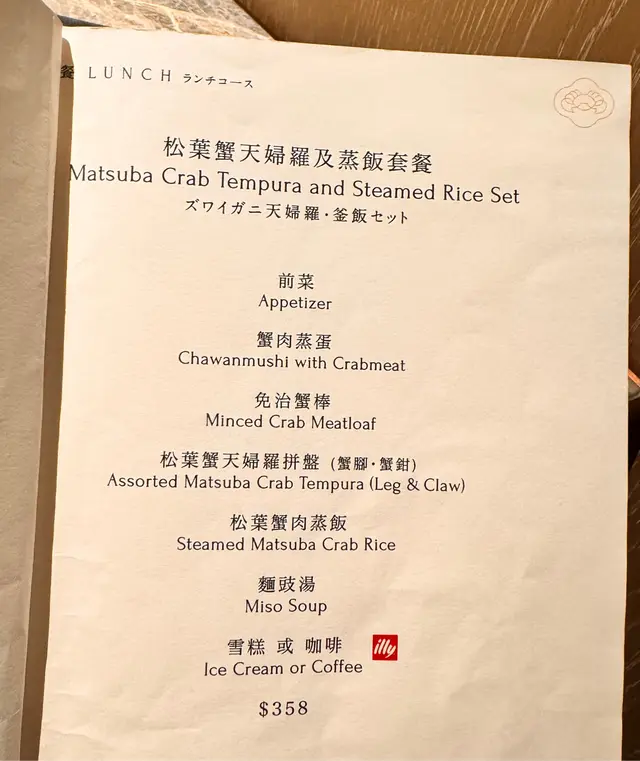 餐 LUNCH ランチコース
松葉蟹天婦羅及蒸飯套餐
Matsuba Crab Tempura and Steamed Rice Set
ズワイガニ天婦羅・釜飯セット
前菜
Appetizer
蟹肉蒸蛋
Chawanmushi with Crabmeat
免治蟹棒
Minced Crab Meatloaf
松葉蟹天婦羅拼盤 (蟹腳・蟹鉗)
Assorted Matsuba Crab Tempura (Leg & Claw)
松葉蟹肉蒸飯
Steamed Matsuba Crab Rice
麵豉湯
Miso Soup
雪糕 或 咖啡 illy
Ice Cream or Coffee
$358